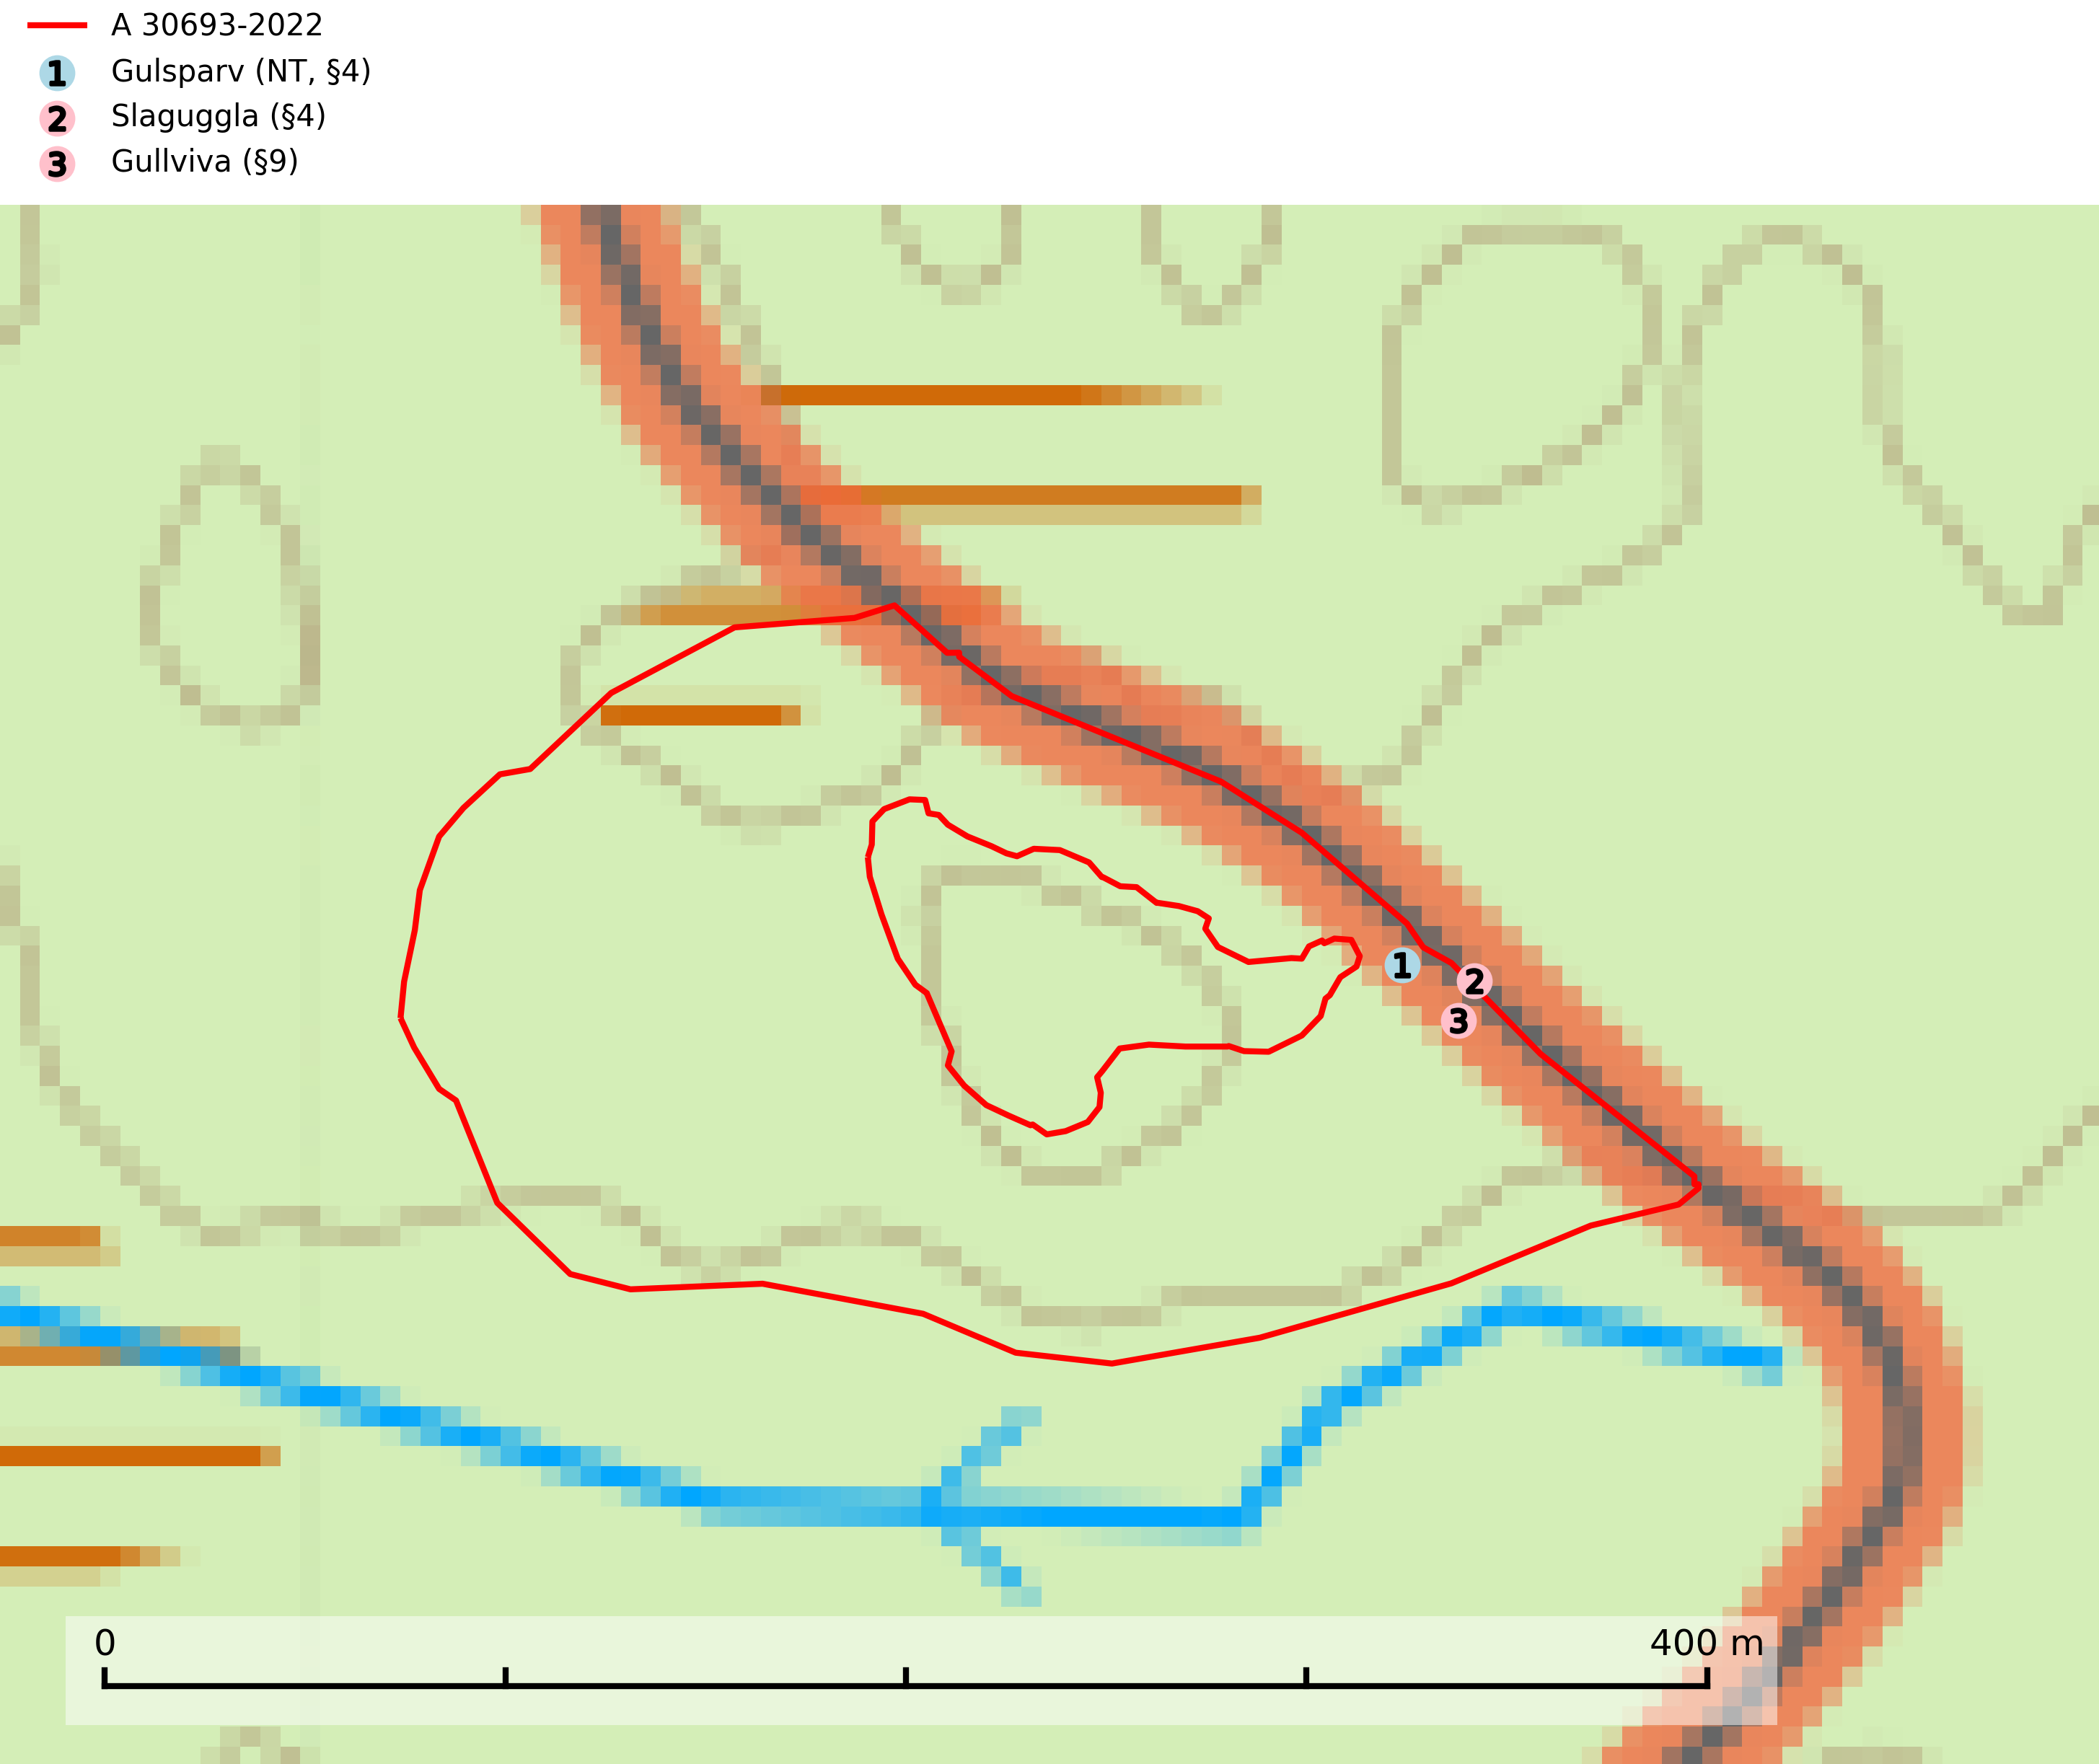 A 30693-2022
1 Gulsparv (NT, §4)
2 Slaguggla (§4)
3 Gullviva (§9)
1
2
3
0 400 m